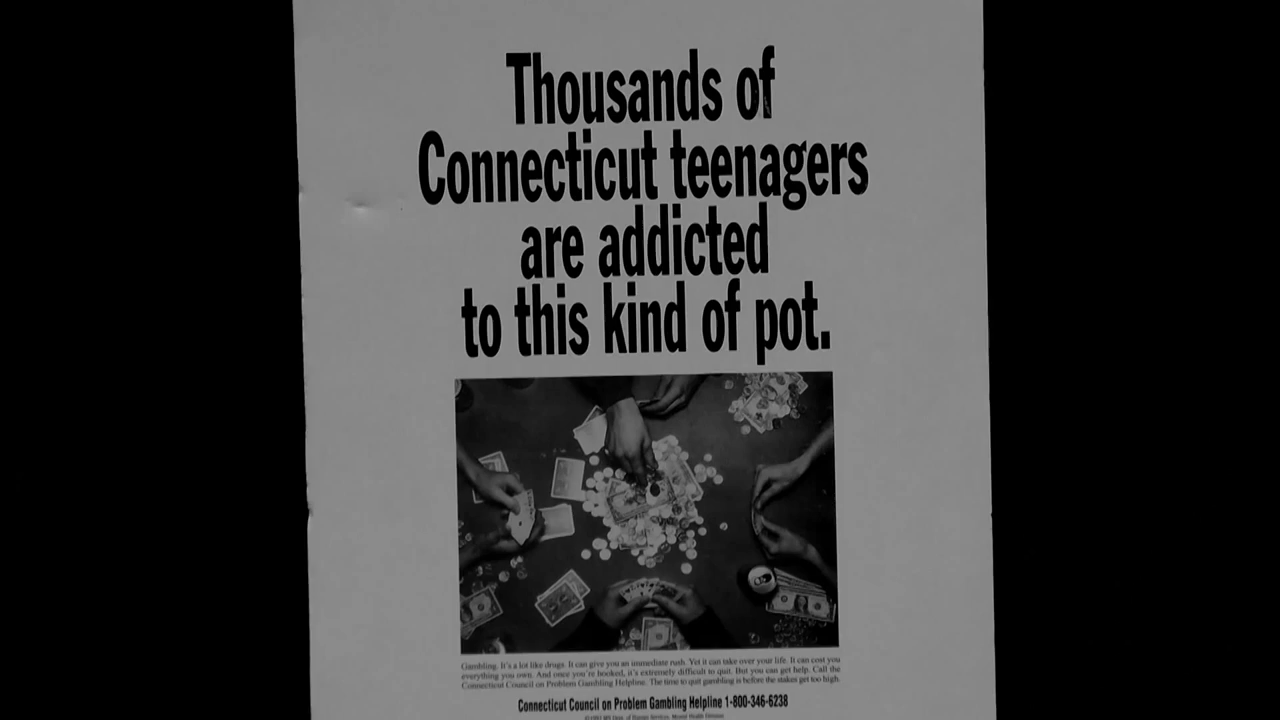 Thousands of
Connecticut teenagers
are addicted
to this kind of pot.
Gambling. It's a lot like drugs. It can give you an immediate rush. Yet it can take over your life. It can cost you
everything you own. And once you're hooked, it's extremely difficult to quit. But you can get help. Call the
Connecticut Council on Problem Gambling Helpline. The time to quit gambling is before the stakes get too high.
Connecticut Council on Problem Gambling Helpline 1-800-346-6238